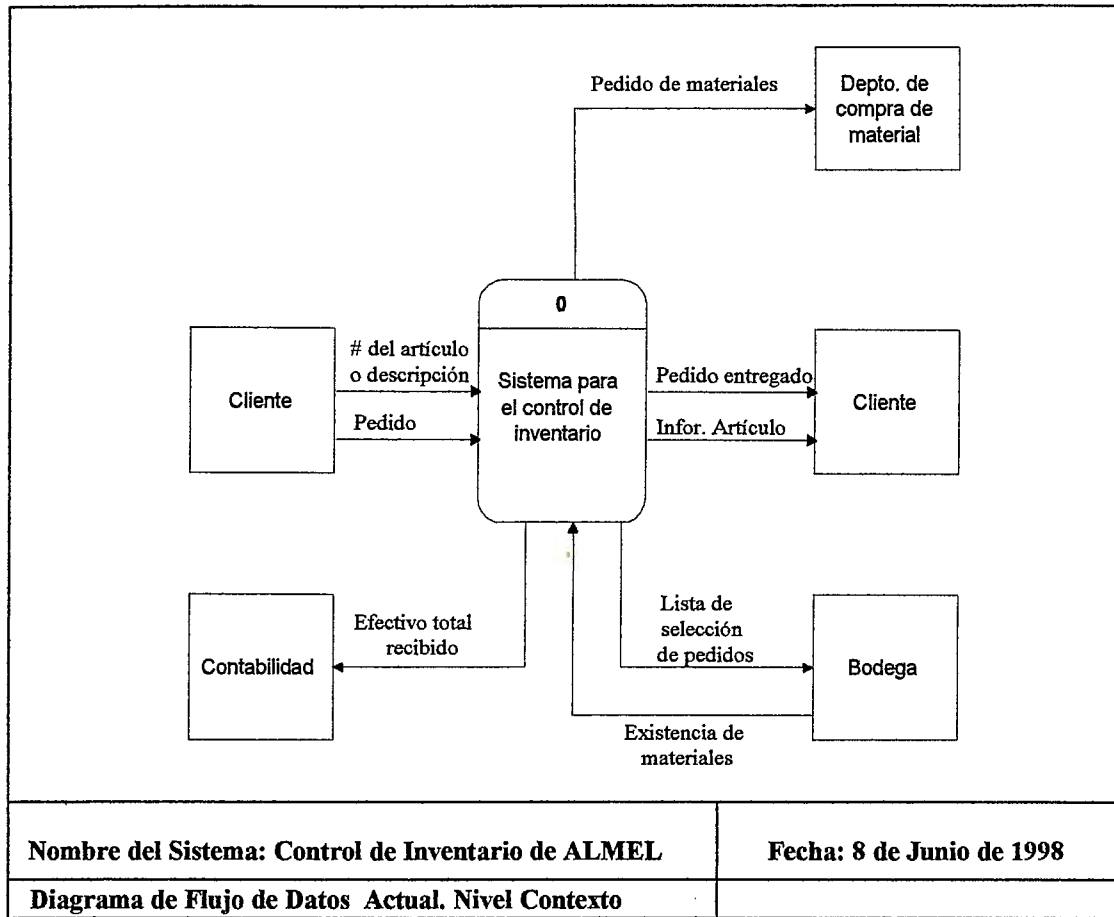 Pedido de materiales
Depto. de
compra de
material
0
Sistema para
el control de
inventario
Cliente
# del artículo
o descripción
Pedido
Pedido entregado
Infor. Artículo
Cliente
Contabilidad
Efectivo total
recibido
Lista de
selección
de pedidos
Bodega
Existencia de
materiales
Nombre del Sistema: Control de Inventario de ALMEL
Fecha: 8 de Junio de 1998
Diagrama de Flujo de Datos Actual. Nivel Contexto